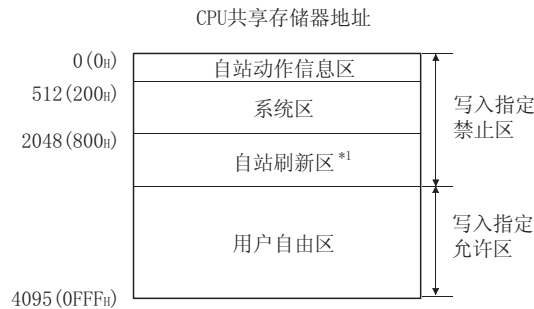 CPU共享存储器地址
0(0H)
自站动作信息区
512(200H)
系统区
写入指定
禁止区
2048(800H)
自站刷新区*1
用户自由区
写入指定
允许区
4095(0FFFH)